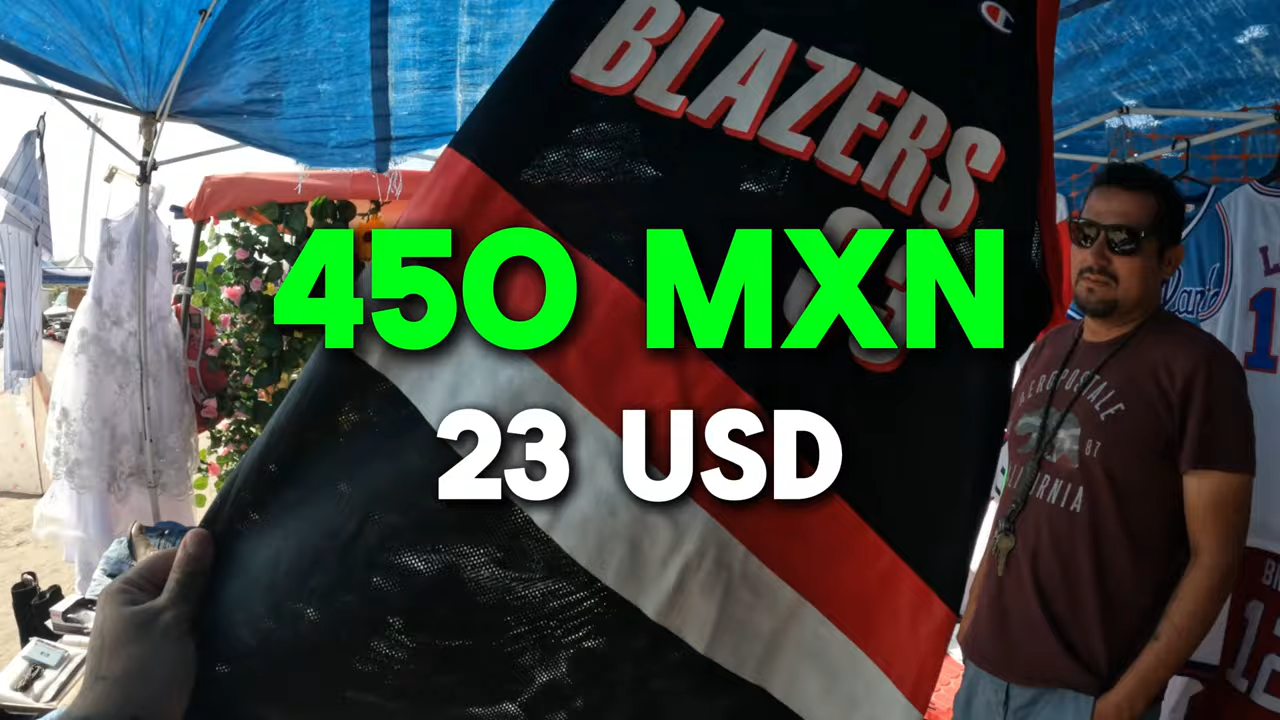 BLAZERS
450 MXN
23 USD
AEROPOSTALE
87
CALIFORNIA